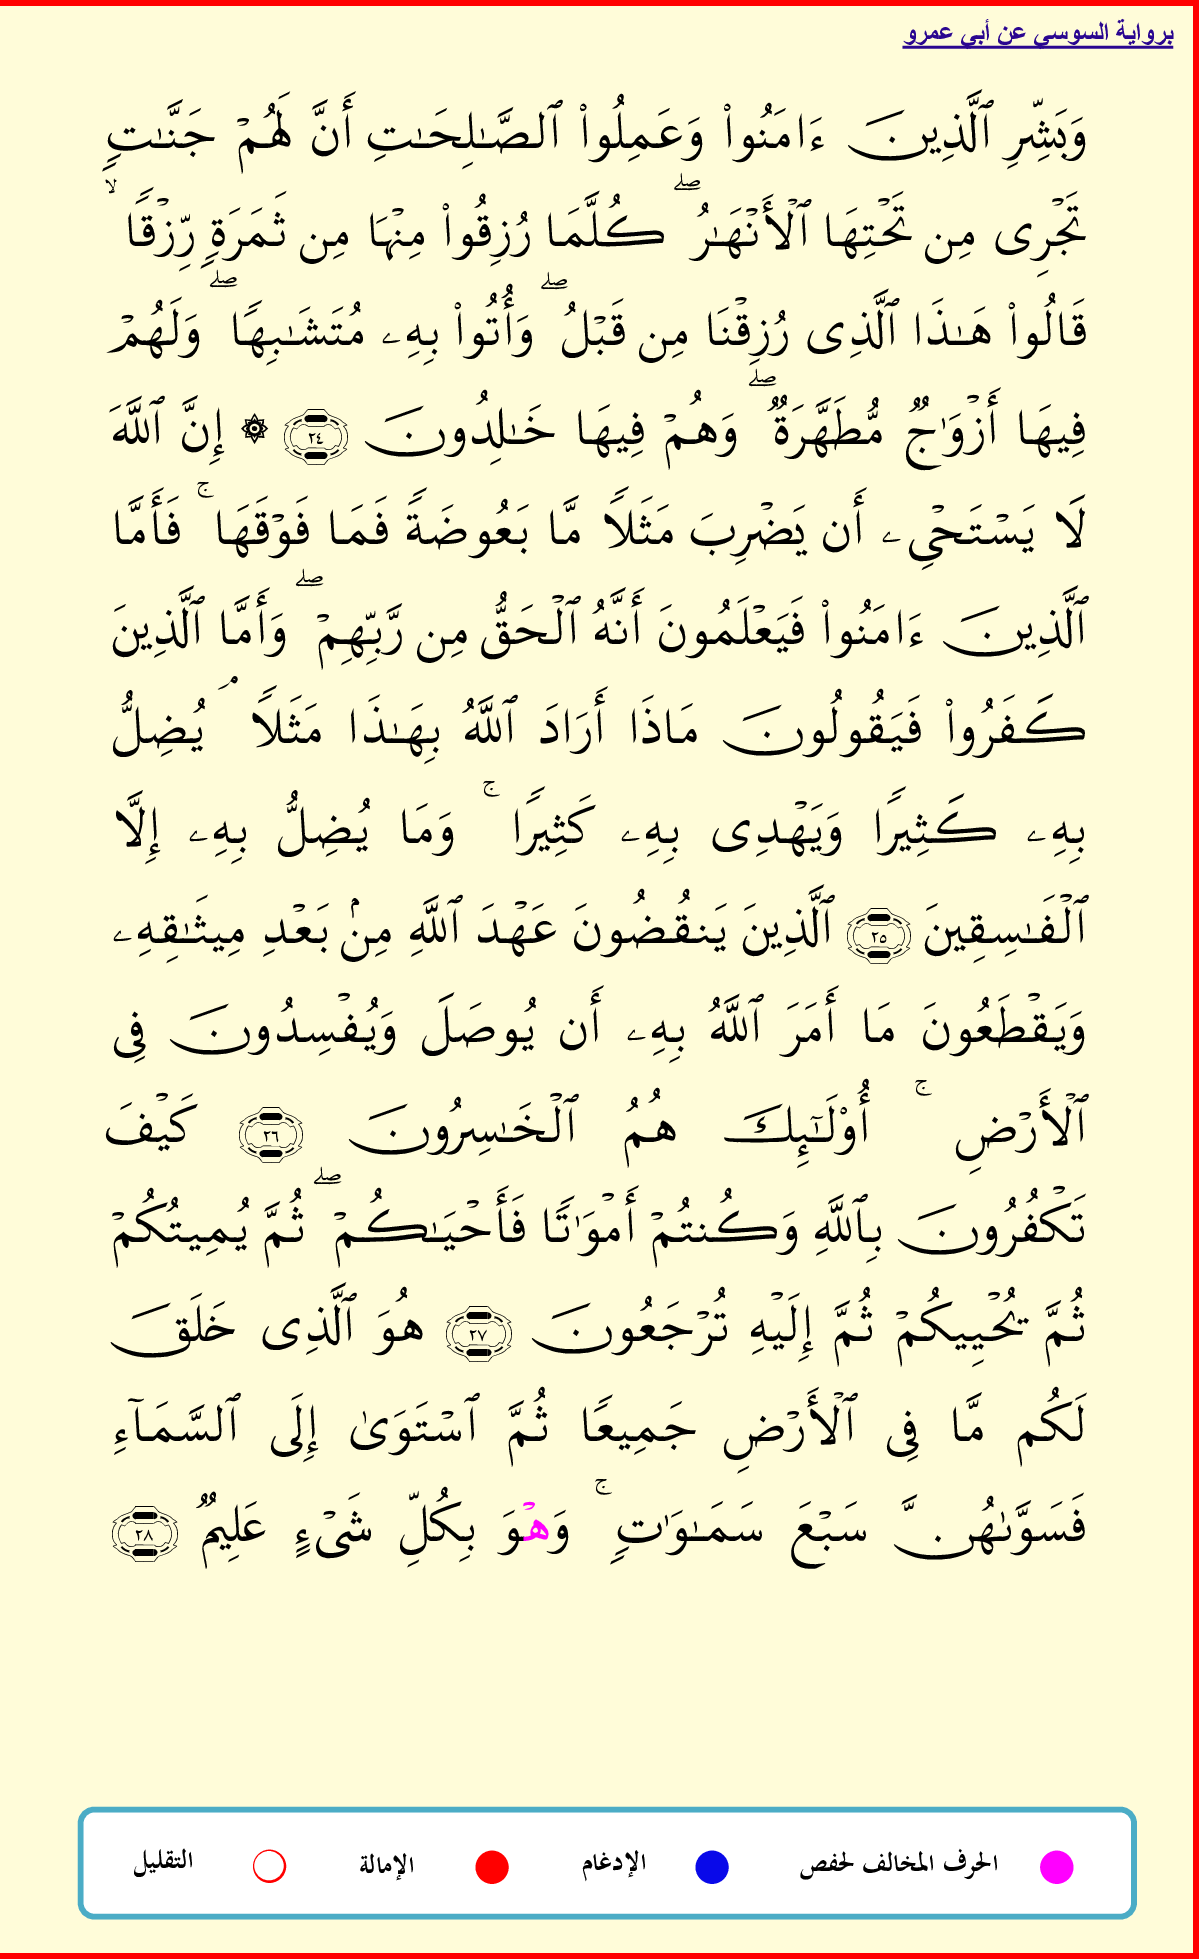 برواية السوسي عن أبي عمرو
وَبَشِّرِ ٱلَّذِينَ ءَامَنُوا۟ وَعَمِلُوا۟ ٱلصَّـٰلِحَـٰتِ أَنَّ لَهُمْ جَنَّـٰتٍۢ
تَجْرِى مِن تَحْتِهَا ٱلْأَنْهَـٰرُ ۖ كُلَّمَا رُزِقُوا۟ مِنْهَا مِن ثَمَرَةٍۢ رِّزْقًا ۙ
قَالُوا۟ هَـٰذَا ٱلَّذِى رُزِقْنَا مِن قَبْلُ ۖ وَأُتُوا۟ بِهِۦ مُتَشَـٰبِهًا ۖ وَلَهُمْ
فِيهَا أَزْوَٰجٌۭ مُّطَهَّرَةٌۭ ۖ وَهُمْ فِيهَا خَـٰلِدُونَ ٢٤ ۞ إِنَّ ٱللَّهَ
لَا يَسْتَحْىِۦ أَن يَضْرِبَ مَثَلًا مَّا بَعُوضَةً فَمَا فَوْقَهَا ۚ فَأَمَّا
ٱلَّذِينَ ءَامَنُوا۟ فَيَعْلَمُونَ أَنَّهُ ٱلْحَقُّ مِن رَّبِّهِمْ ۖ وَأَمَّا ٱلَّذِينَ
كَفَرُوا۟ فَيَقُولُونَ مَاذَا أَرَادَ ٱللَّهُ بِهَـٰذَا مَثَلًا ۘ يُضِلُّ
بِهِۦ كَثِيرًا وَيَهْدِى بِهِۦ كَثِيرًا ۚ وَمَا يُضِلُّ بِهِۦ إِلَّا
ٱلْفَـٰسِقِينَ ٢٥ ٱلَّذِينَ يَنقُضُونَ عَهْدَ ٱللَّهِ مِنۢ بَعْدِ مِيثَـٰقِهِۦ
وَيَقْطَعُونَ مَا أَمَرَ ٱللَّهُ بِهِۦ أَن يُوصَلَ وَيُفْسِدُونَ فِى
ٱلْأَرْضِ ۚ أُو۟لَـٰٓئِكَ هُمُ ٱلْخَـٰسِرُونَ ٢٦ كَيْفَ
تَكْفُرُونَ بِٱللَّهِ وَكُنتُمْ أَمْوَٰتًا فَأَحْيَـٰكُمْ ۖ ثُمَّ يُمِيتُكُمْ
ثُمَّ يُحْيِيكُمْ ثُمَّ إِلَيْهِ تُرْجَعُونَ ٢٧ هُوَ ٱلَّذِى خَلَقَ
لَكُم مَّا فِى ٱلْأَرْضِ جَمِيعًا ثُمَّ ٱسْتَوَىٰ إِلَى ٱلسَّمَآءِ
فَسَوَّىٰهُنَّ سَبْعَ سَمَـٰوَٰتٍۢ ۚ وَهْوَ بِكُلِّ شَىْءٍ عَلِيمٌۭ ٢٨
الحرف المخالف لحفص الإدغام الإمالة التقليل